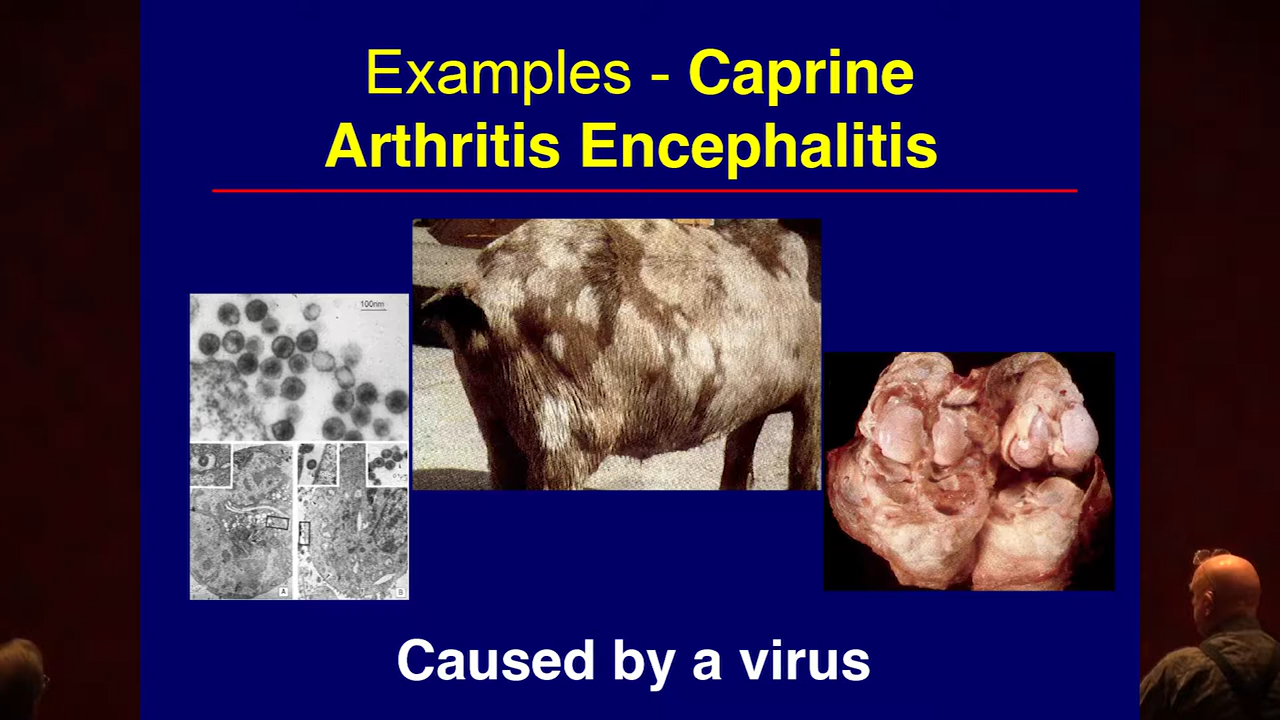 Examples - Caprine
Arthritis Encephalitis
100nm
A
B
Caused by a virus